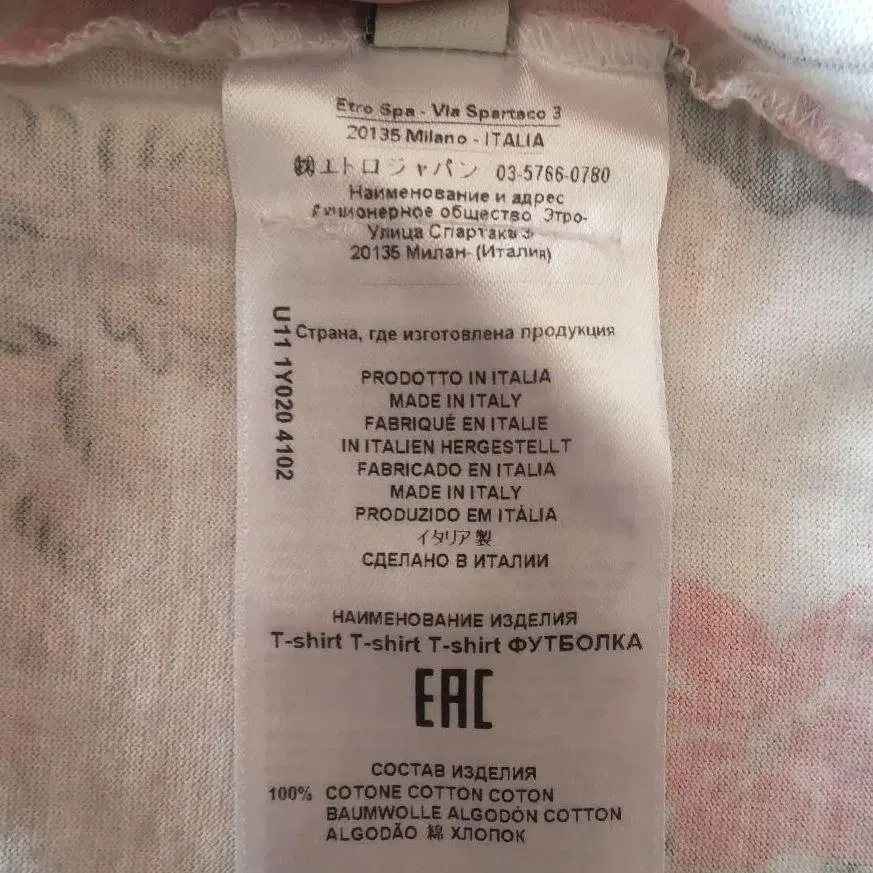 Etro Spa - Via Spartaco 3
20135 Milano - ITALIA
㈱エトロジャパン 03-5766-0780
Наименование и адрес
общество Этро-
Улица Спартака 3
20135 Милан- (Италия)
U11 1Y020 4102
Страна, где изготовлена продукция
PRODOTTO IN ITALIA
MADE IN ITALY
FABRIQUÉ EN ITALIE
IN ITALIEN HERGESTELLT
FABRICADO EN ITALIA
MADE IN ITALY
PRODUZIDO EM ITÁLIA
イタリア製
СДЕЛАНО В ИТАЛИИ
НАИМЕНОВАНИЕ ИЗДЕЛИЯ
T-shirt T-shirt T-shirt ФУТБОЛКА
EAC
СОСТАВ ИЗДЕЛИЯ
100% COTONE COTTON COTON
BAUMWOLLE ALGODÓN COTTON
ALGODÃO 綿 ХЛОПОК